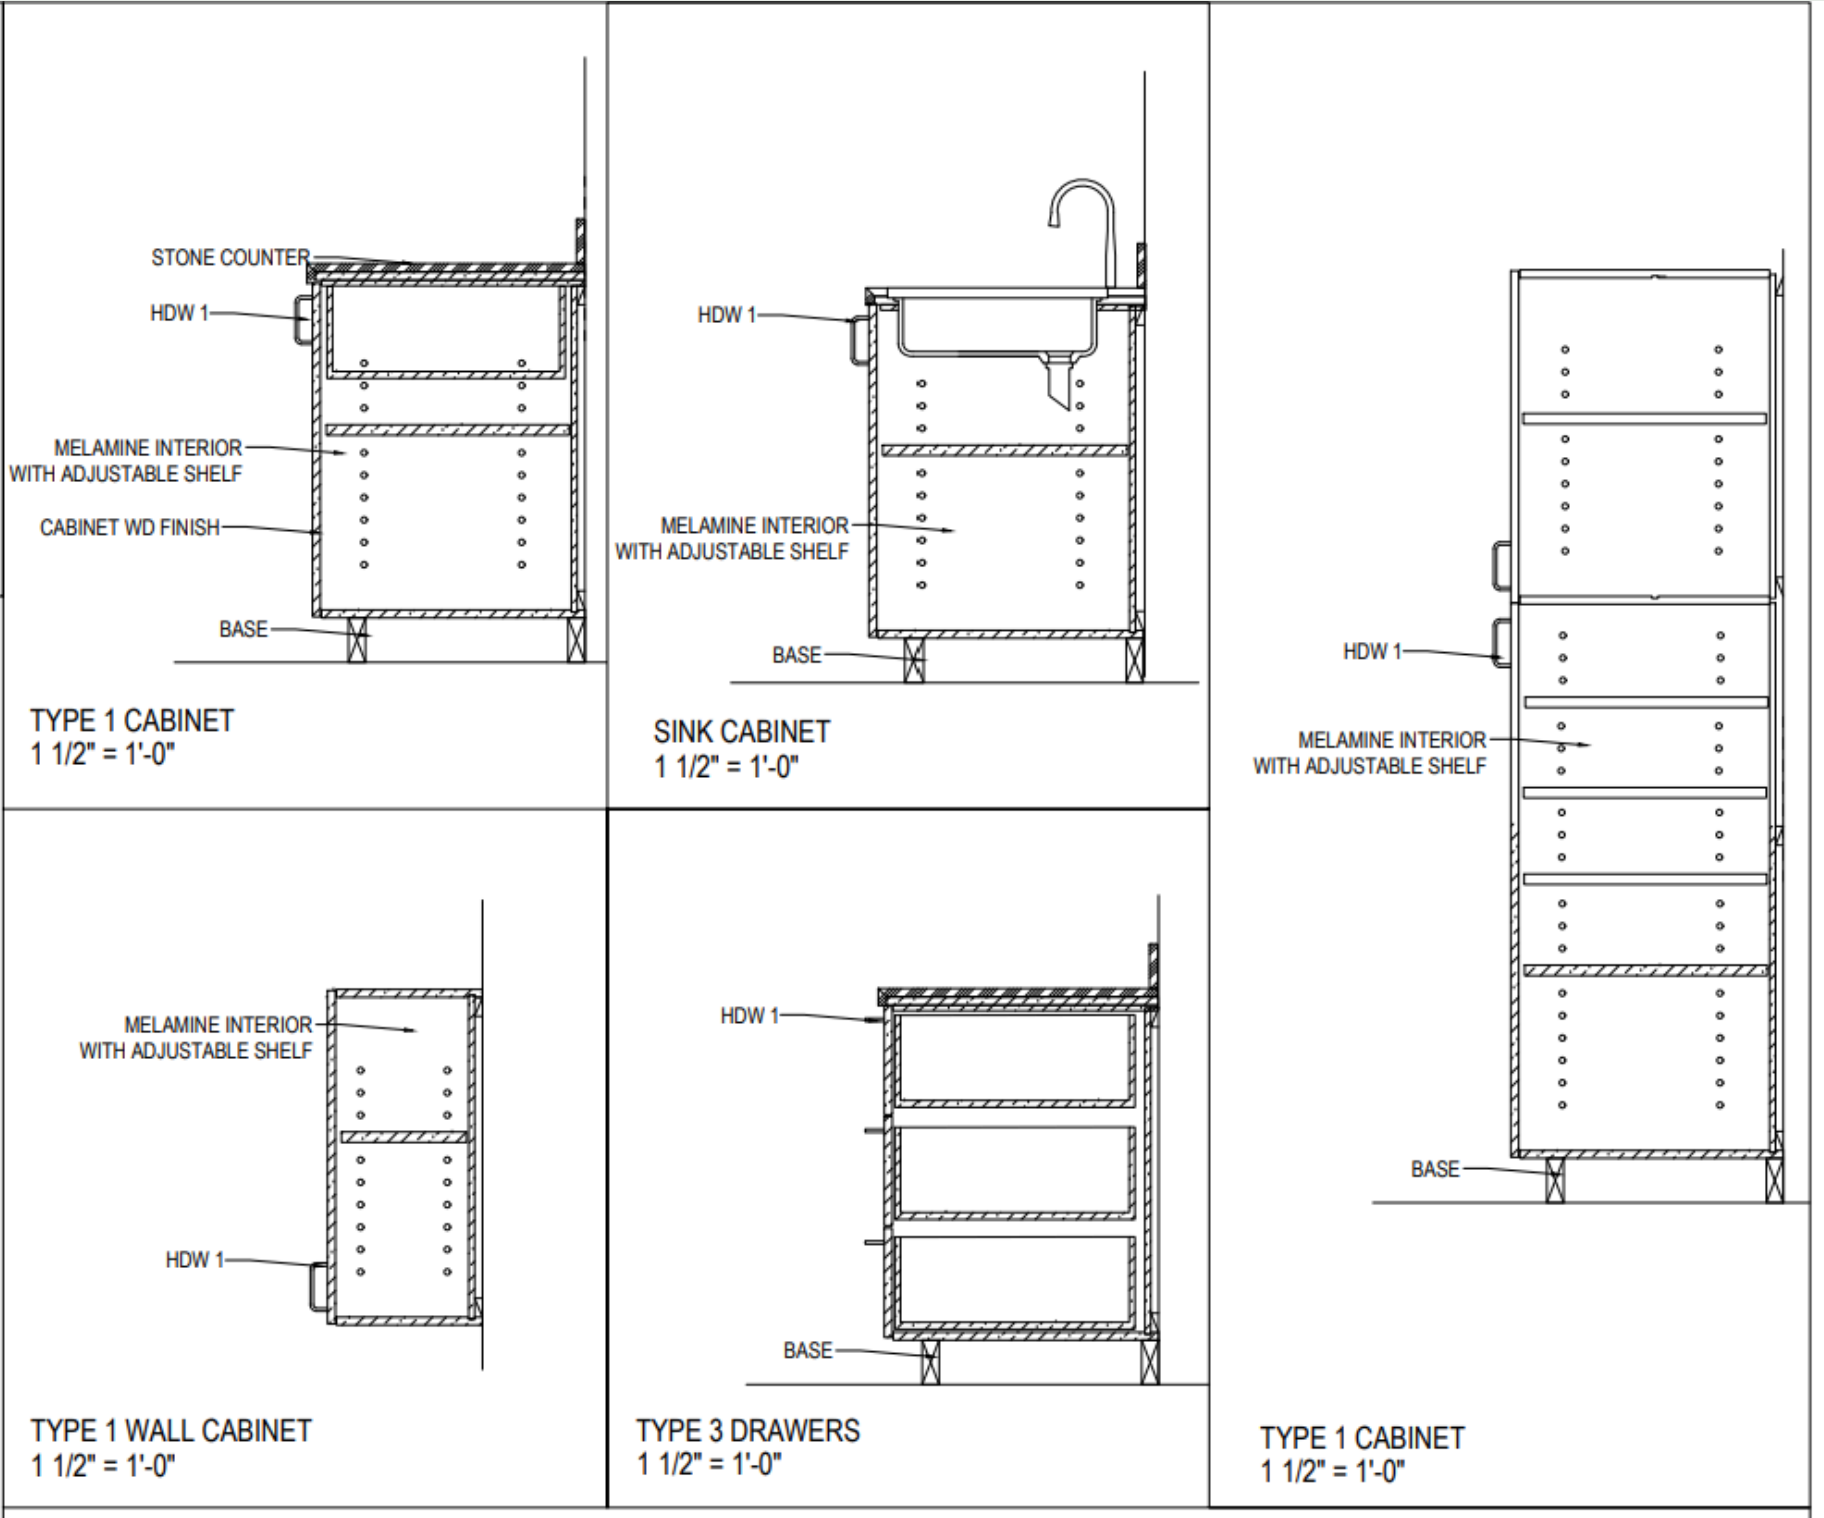 STONE COUNTER
HDW 1
MELAMINE INTERIOR
WITH ADJUSTABLE SHELF
CABINET WD FINISH
BASE
TYPE 1 CABINET
1 1/2" = 1'-0"
HDW 1
MELAMINE INTERIOR
WITH ADJUSTABLE SHELF
BASE
SINK CABINET
1 1/2" = 1'-0"
HDW 1
MELAMINE INTERIOR
WITH ADJUSTABLE SHELF
BASE
TYPE 1 CABINET
1 1/2" = 1'-0"
MELAMINE INTERIOR
WITH ADJUSTABLE SHELF
HDW 1
TYPE 1 WALL CABINET
1 1/2" = 1'-0"
HDW 1
BASE
TYPE 3 DRAWERS
1 1/2" = 1'-0"